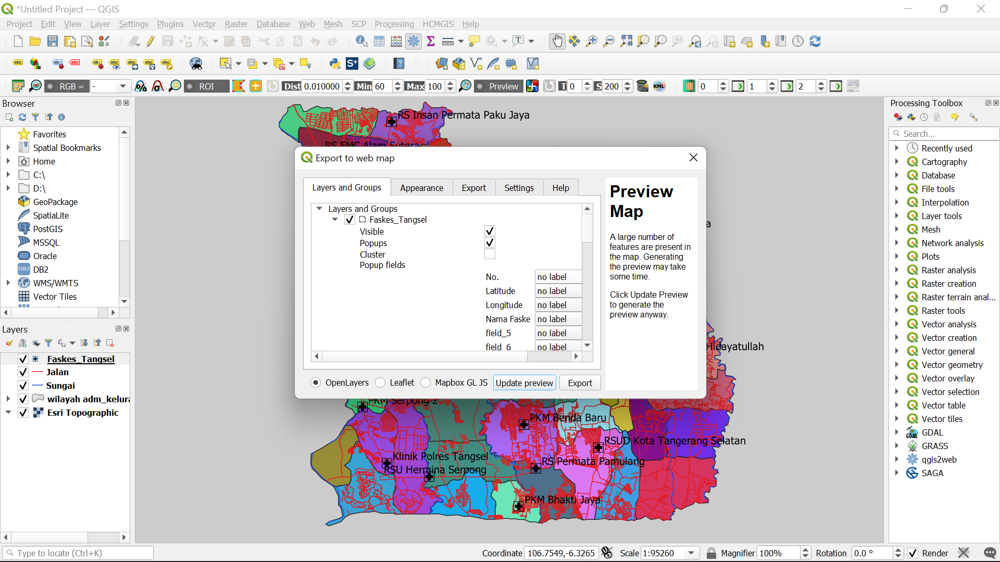 *Untitled Project — QGIS
Project Edit View Layer Settings Plugins Vector Raster Database Web Mesh SCP Processing HCMGIS Help
RGB = - ROI Dist 0.010000 Min 60 Max 100 Preview T 0 S 200 KML 0 1 2
Browser
Favorites
Spatial Bookmarks
Home
C:\
D:\
GeoPackage
SpatiaLite
PostGIS
MSSQL
Oracle
DB2
WMS/WMTS
Vector Tiles
Layers
Faskes_Tangsel
Jalan
Sungai
wilayah adm_kelura
Esri Topographic
RS Insan Permata Paku Jaya
RS EMC Alam Sutera
Export to web map
Layers and Groups Appearance Export Settings Help
Layers and Groups
Faskes_Tangsel
Visible
Popups
Cluster
Popup fields
No. no label
Latitude no label
Longitude no label
Nama Faske no label
field_5 no label
field_6 no label
OpenLayers Leaflet Mapbox GL JS Update preview Export
Preview
Map
A large number of
features are present in
the map. Generating
the preview may take
some time.
Click Update Preview
to generate the
preview anyway.
a
Hidayatullah
PKM Serpong 2
PKM Benda Baru
RSUD Kota Tangerang Selatan
Klinik Polres Tangsel
RS Permata Pamulang
RSU Hermina Serpong
PKM Bhakti Jaya
Processing Toolbox
Search...
Recently used
Cartography
Database
File tools
Interpolation
Layer tools
Mesh
Network analysis
Plots
Raster analysis
Raster creation
Raster terrain anal...
Raster tools
Vector analysis
Vector creation
Vector general
Vector geometry
Vector overlay
Vector selection
Vector table
Vector tiles
GDAL
GRASS
qgis2web
SAGA
Type to locate (Ctrl+K) Coordinate 106.7549,-6.3265 Scale 1:95260 Magnifier 100% Rotation 0.0 ° Render